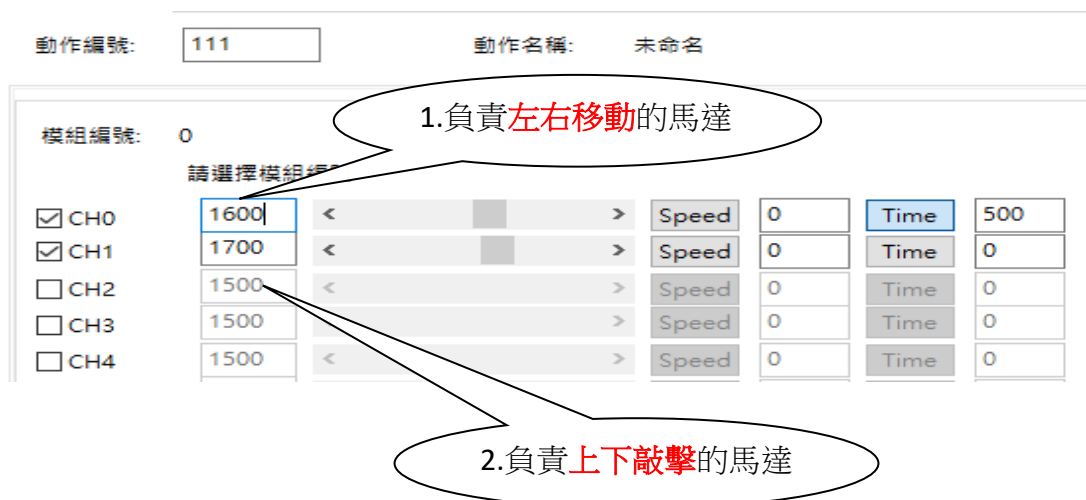 動作編號: 111 動作名稱: 未命名
1.負責左右移動的馬達
模組編號: 0
請選擇模組
CH0 1600 < > Speed 0 Time 500
CH1 1700 < > Speed 0 Time 0
CH2 1500 < > Speed 0 Time 0
CH3 1500 < > Speed 0 Time 0
CH4 1500 < > Speed 0 Time 0
2.負責上下敲擊的馬達